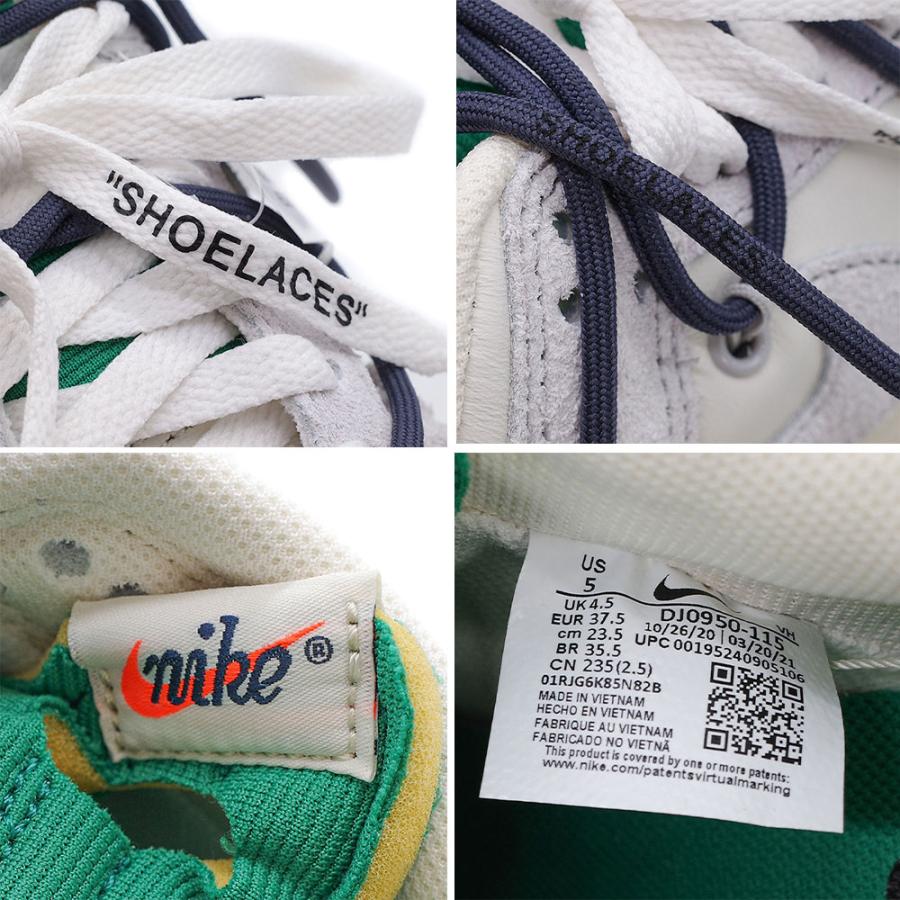 "SHOELACES"
"SHOELACES"
nike®
US
5
UK 4.5
EUR 37.5
cm 23.5
BR 35.5
CN 235(2.5)
DJ0950-115 VH
10/26/20 03/20/21
UPC 00195240905106
01RJG6K85N82B
MADE IN VIETNAM
HECHO EN VIETNAM
FABRIQUE AU VIETNAM
FABRICADO NO VIETNÃ
This product is covered by one or more patents:
www.nike.com/patentsvirtualmarking